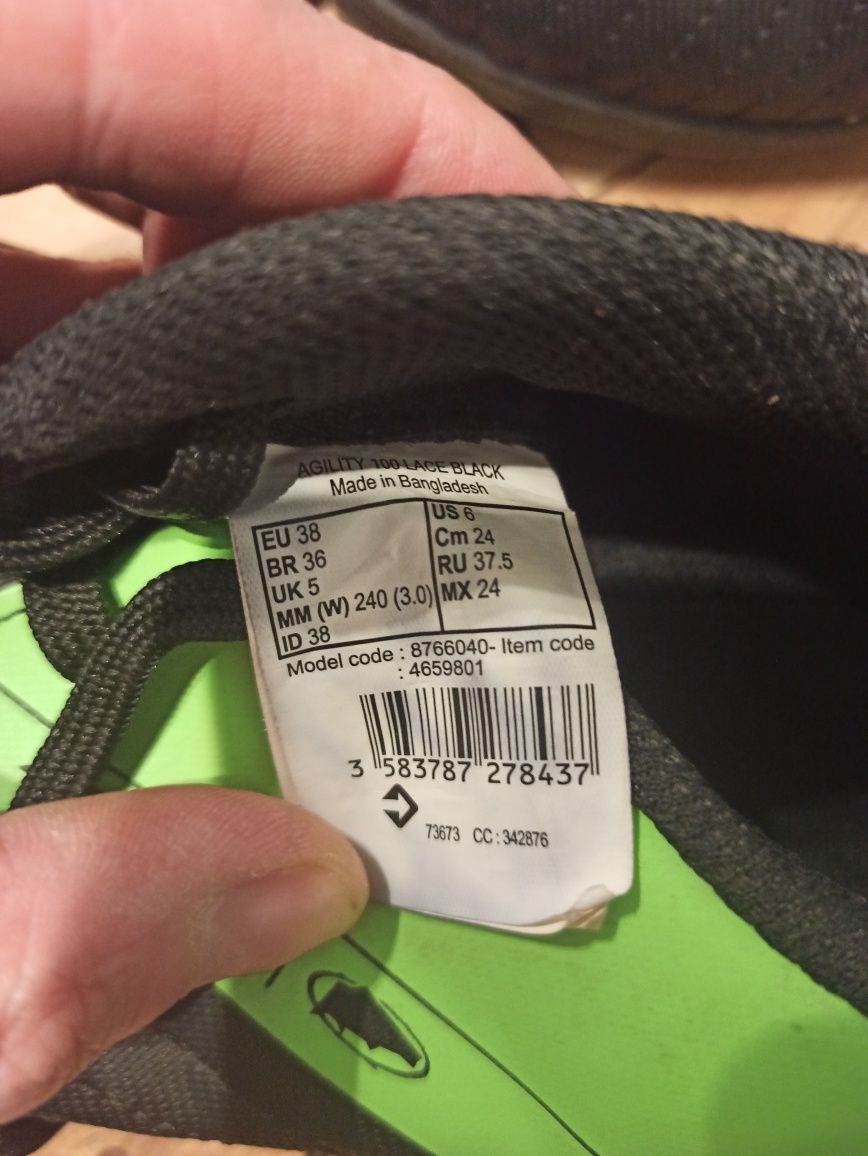 AGILITY 100 LACE BLACK
Made in Bangladesh
EU 38
BR 36
UK 5
MM (W) 240 (3.0)
ID 38
US 6
Cm 24
RU 37.5
MX 24
Model code : 8766040- Item code
: 4659801
3 583787 278437
73673 CC : 342876